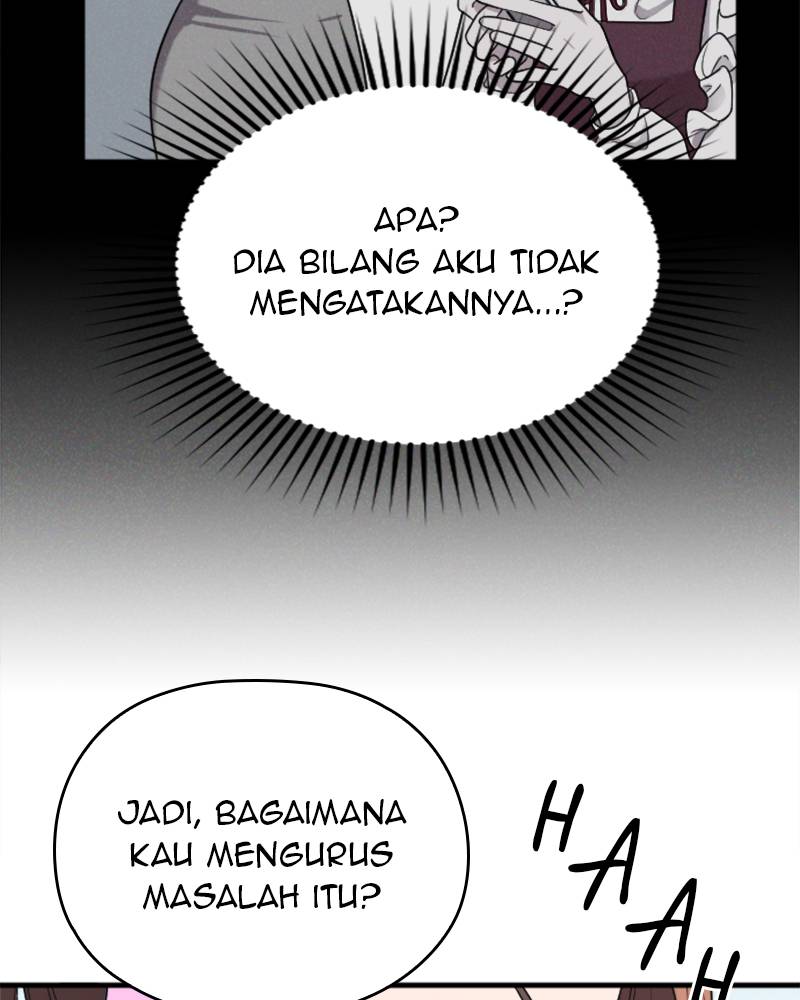 APA?
DIA BILANG AKU TIDAK
MENGATAKANNYA...?
JADI, BAGAIMANA
KAU MENGURUS
MASALAH ITU?
HAAAH